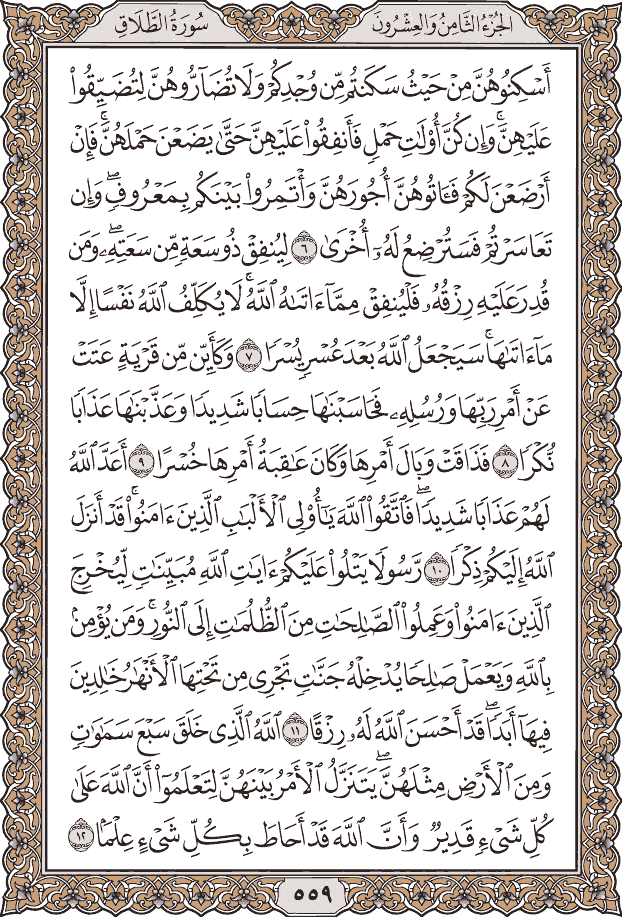 الجزء الثامن والعشرون
سورة الطلاق
أَسْكِنُوهُنَّ مِنْ حَيْثُ سَكَنتُم مِّن وُجْدِكُمْ وَلَا تُضَآرُّوهُنَّ لِتُضَيِّقُوا۟
عَلَيْهِنَّ ۚ وَإِن كُنَّ أُو۟لَٰتِ حَمْلٍ فَأَنفِقُوا۟ عَلَيْهِنَّ حَتَّىٰ يَضَعْنَ حَمْلَهُنَّ ۚ فَإِنْ
أَرْضَعْنَ لَكُمْ فَـَٔاتُوهُنَّ أُجُورَهُنَّ وَأْتَمِرُوا۟ بَيْنَكُم بِمَعْرُوفٍ ۖ وَإِن
تَعَاسَرْتُمْ فَسَتُرْضِعُ لَهُۥٓ أُخْرَىٰ ٦ لِيُنفِقْ ذُو سَعَةٍ مِّن سَعَتِهِۦ ۖ وَمَن
قُدِرَ عَلَيْهِ رِزْقُهُۥ فَلْيُنفِقْ مِمَّآ ءَاتَىٰهُ ٱللَّهُ ۚ لَا يُكَلِّفُ ٱللَّهُ نَفْسًا إِلَّا
مَآ ءَاتَىٰهَا ۚ سَيَجْعَلُ ٱللَّهُ بَعْدَ عُسْرٍ يُسْرًا ٧ وَكَأَيِّن مِّن قَرْيَةٍ عَتَتْ
عَنْ أَمْرِ رَبِّهَا وَرُسُلِهِۦ فَحَاسَبْنَٰهَا حِسَابًا شَدِيدًا وَعَذَّبْنَٰهَا عَذَابًا
نُّكْرًا ٨ فَذَاقَتْ وَبَالَ أَمْرِهَا وَكَانَ عَٰقِبَةُ أَمْرِهَا خُسْرًا ٩ أَعَدَّ ٱللَّهُ
لَهُمْ عَذَابًا شَدِيدًا ۖ فَٱتَّقُوا۟ ٱللَّهَ يَٰٓأُو۟لِى ٱلْأَلْبَٰبِ ٱلَّذِينَ ءَامَنُوا۟ ۚ قَدْ أَنزَلَ
ٱللَّهُ إِلَيْكُمْ ذِكْرًا ١٠ رَّسُولًا يَتْلُوا۟ عَلَيْكُمْ ءَايَٰتِ ٱللَّهِ مُبَيِّنَٰتٍ لِّيُخْرِجَ
ٱلَّذِينَ ءَامَنُوا۟ وَعَمِلُوا۟ ٱلصَّٰلِحَٰتِ مِنَ ٱلظُّلُمَٰتِ إِلَى ٱلنُّورِ ۚ وَمَن يُؤْمِنۢ
بِٱللَّهِ وَيَعْمَلْ صَٰلِحًا يُدْخِلْهُ جَنَّٰتٍ تَجْرِى مِن تَحْتِهَا ٱلْأَنْهَٰرُ خَٰلِدِينَ
فِيهَآ أَبَدًا ۖ قَدْ أَحْسَنَ ٱللَّهُ لَهُۥ رِزْقًا ١١ ٱللَّهُ ٱلَّذِى خَلَقَ سَبْعَ سَمَٰوَٰتٍ
وَمِنَ ٱلْأَرْضِ مِثْلَهُنَّ ۖ يَتَنَزَّلُ ٱلْأَمْرُ بَيْنَهُنَّ لِتَعْلَمُوٓا۟ أَنَّ ٱللَّهَ عَلَىٰ
كُلِّ شَىْءٍ قَدِيرٌ وَأَنَّ ٱللَّهَ قَدْ أَحَاطَ بِكُلِّ شَىْءٍ عِلْمًۢا ١٢
٥٥٩